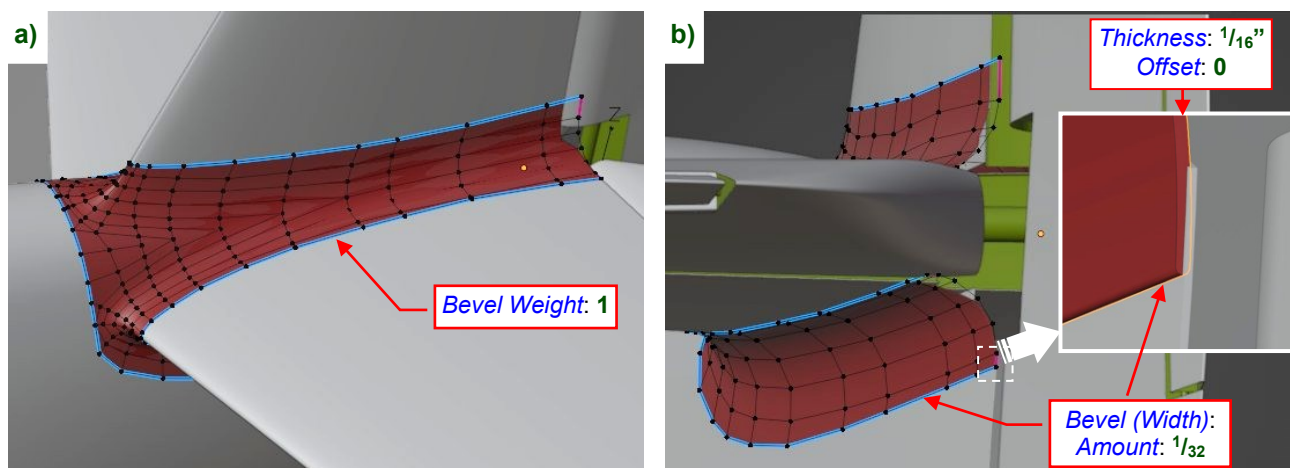 a)
Bevel Weight: 1
b)
Thickness: 1/16”
Offset: 0
Bevel (Width):
Amount: 1/32